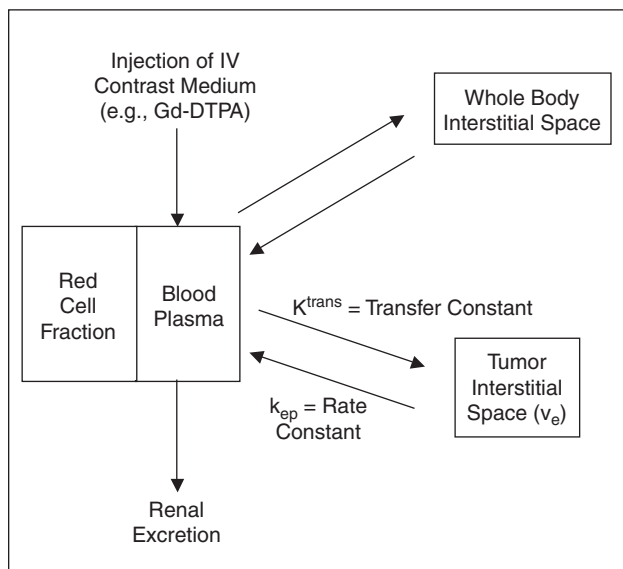 Injection of IV
Contrast Medium
(e.g., Gd-DTPA)
Whole Body
Interstitial Space
Red
Cell
Fraction
Blood
Plasma
K^trans = Transfer Constant
k_ep = Rate
Constant
Tumor
Interstitial
Space (v_e)
Renal
Excretion